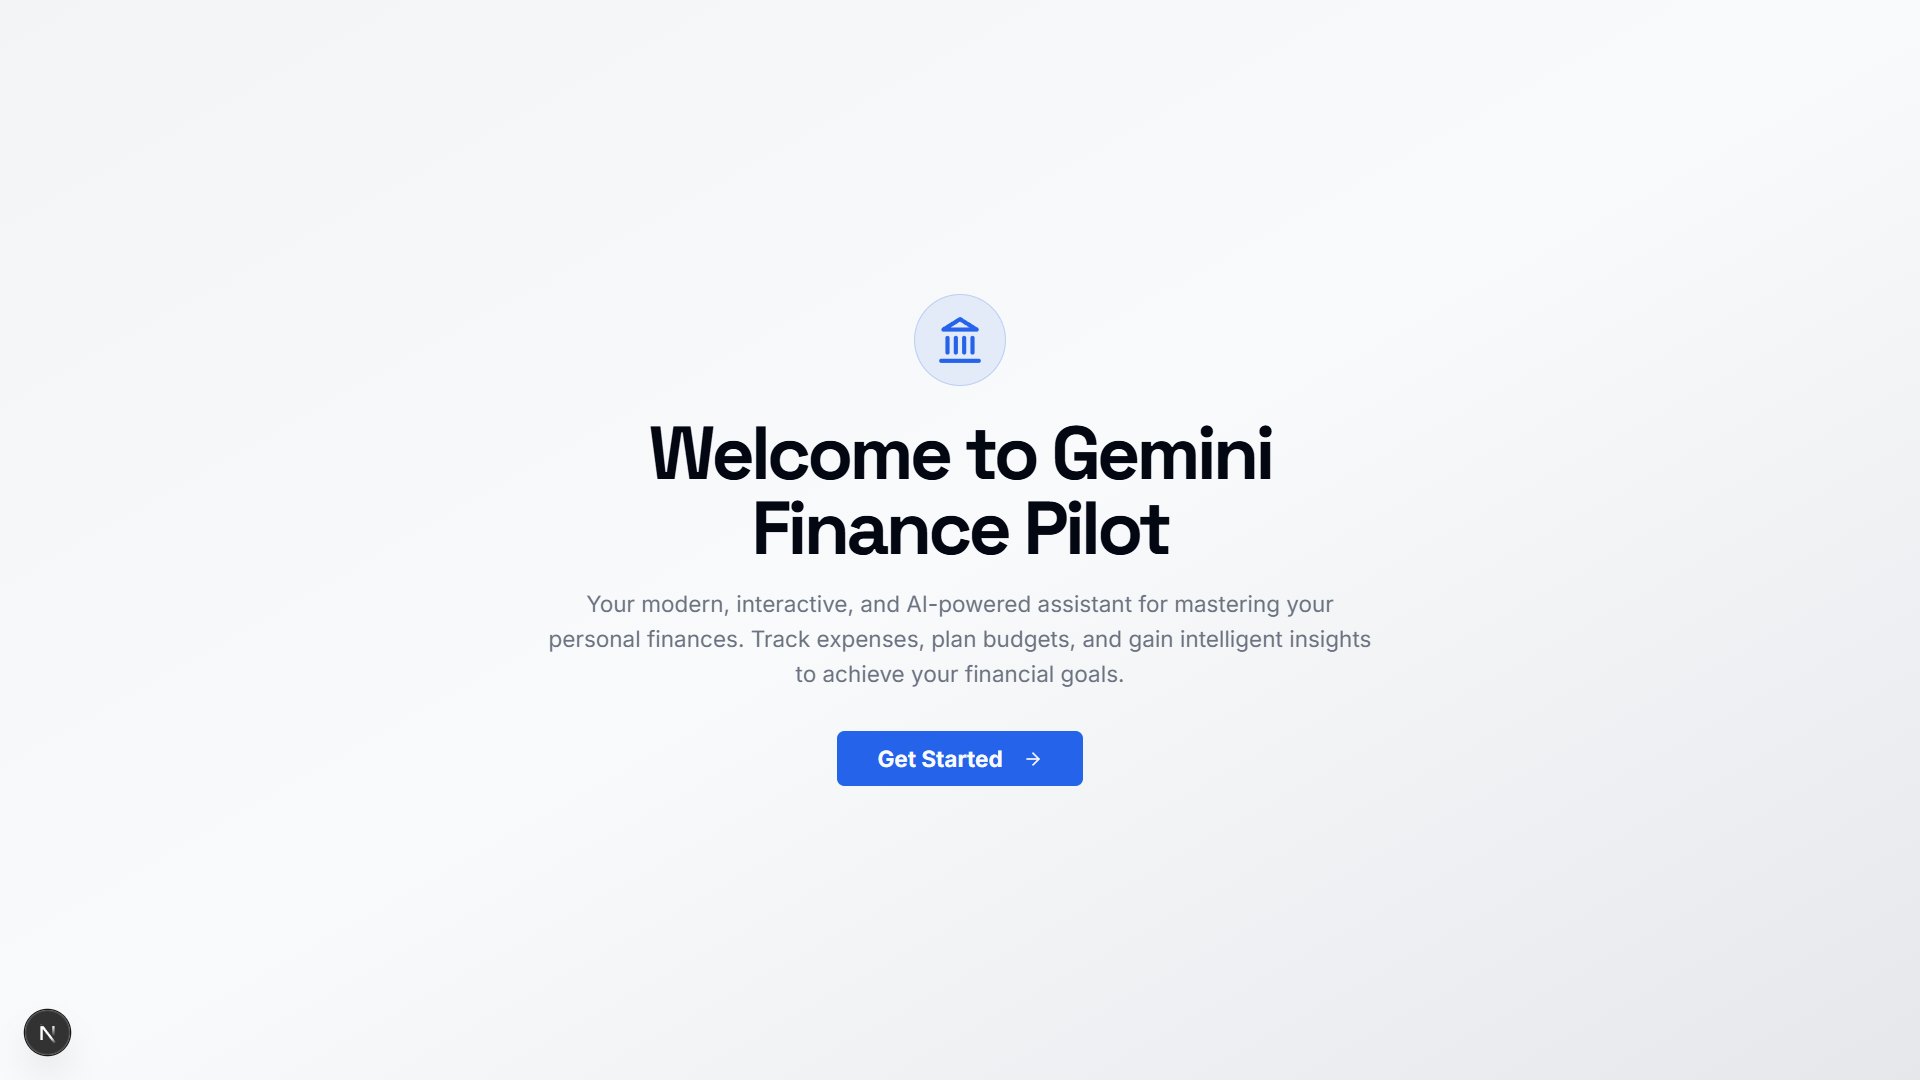 Welcome to Gemini
Finance Pilot
Your modern, interactive, and AI-powered assistant for mastering your
personal finances. Track expenses, plan budgets, and gain intelligent insights
to achieve your financial goals.
Get Started
N